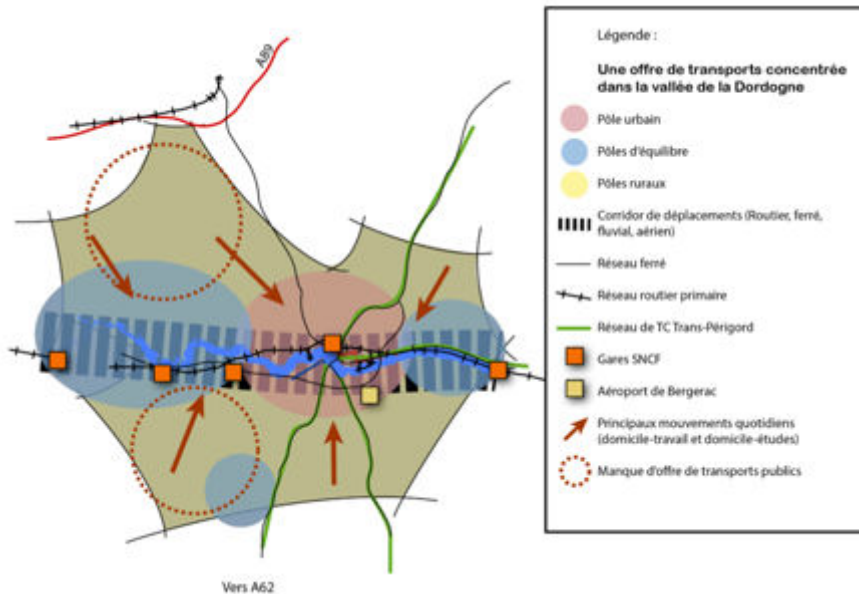 A89
Vers A62
Légende :
Une offre de transports concentrée
dans la vallée de la Dordogne
Pôle urbain
Pôles d'équilibre
Pôles ruraux
Corridor de déplacements (Routier, ferré,
fluvial, aérien)
Réseau ferré
Réseau routier primaire
Réseau de TC Trans-Périgord
Gares SNCF
Aéroport de Bergerac
Principaux mouvements quotidiens
(domicile-travail et domicile-études)
Manque d'offre de transports publics